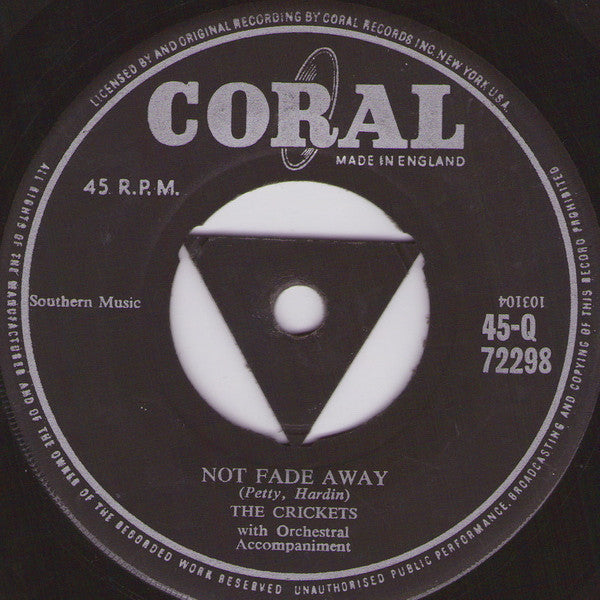 LICENSED BY AND ORIGINAL RECORDING BY CORAL RECORDS INC. NEW YORK U.S.A.
CORAL
MADE IN ENGLAND
45 R.P.M.
Southern Music
103104
45-Q
72298
NOT FADE AWAY
(Petty, Hardin)
THE CRICKETS
with Orchestral
Accompaniment
ALL RIGHTS OF THE MANUFACTURER AND OF THE OWNER OF THE RECORDED WORK RESERVED UNAUTHORISED PUBLIC PERFORMANCE, BROADCASTING AND COPYING OF THIS RECORD PROHIBITED